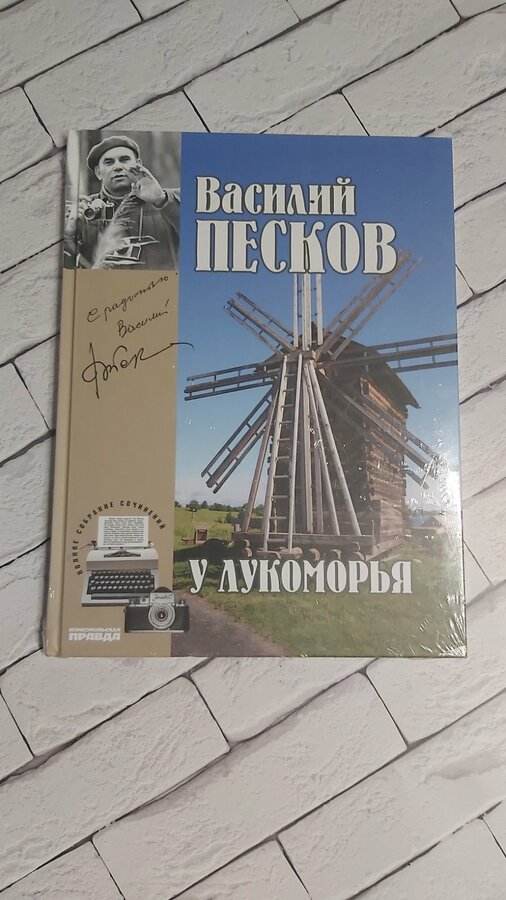 Василий
ПЕСКОВ
С радостью
Василий
ПОЛНОЕ СОБРАНИЕ СОЧИНЕНИЙ
КОМСОМОЛЬСКАЯ
ПРАВДА
У ЛУКОМОРЬЯ